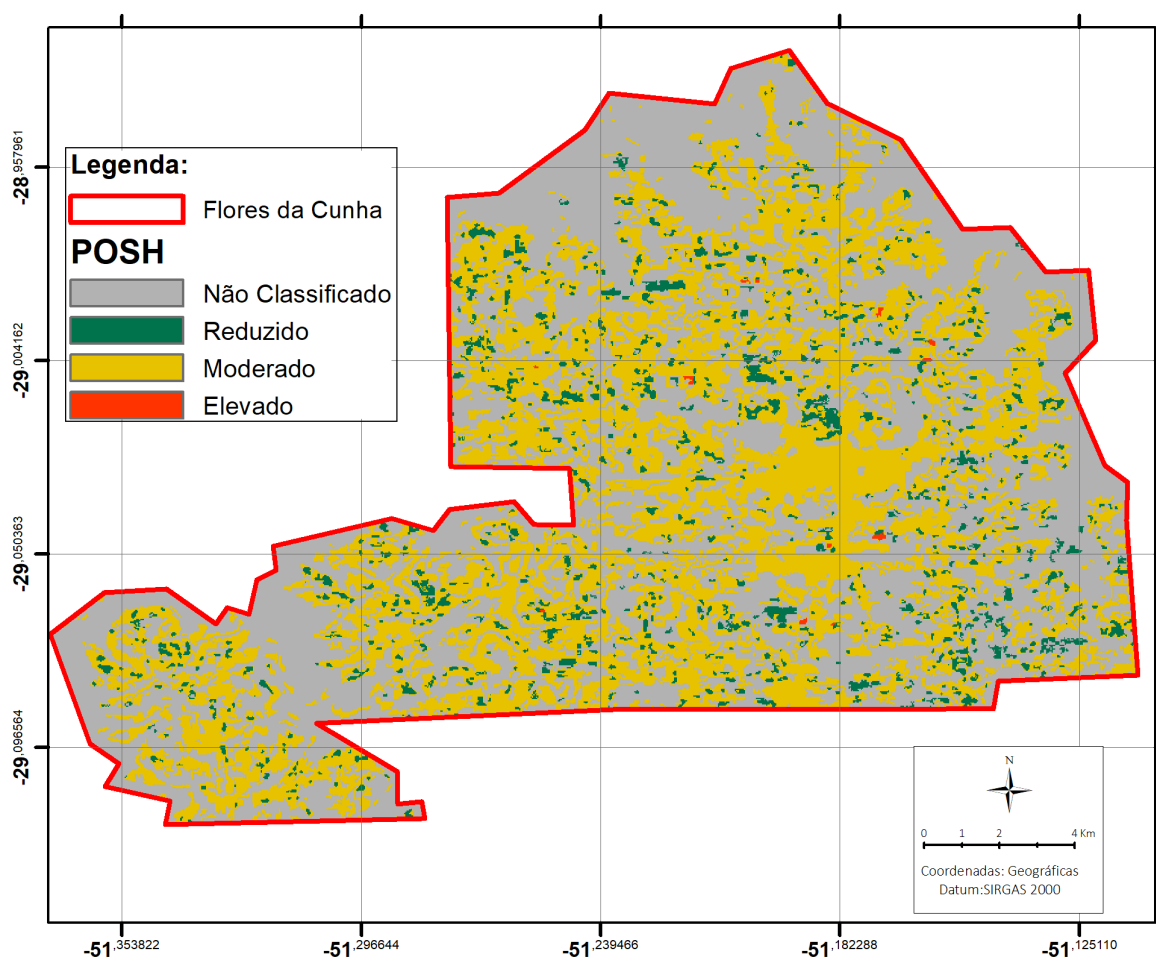 Legenda:
Flores da Cunha
POSH
Não Classificado
Reduzido
Moderado
Elevado
-28,957961
-29,004162
-29,050363
-29,096564
N
0 1 2 4 Km
Coordenadas: Geográficas
Datum:SIRGAS 2000
-51,353822 -51,296644 -51,239466 -51,182288 -51,125110